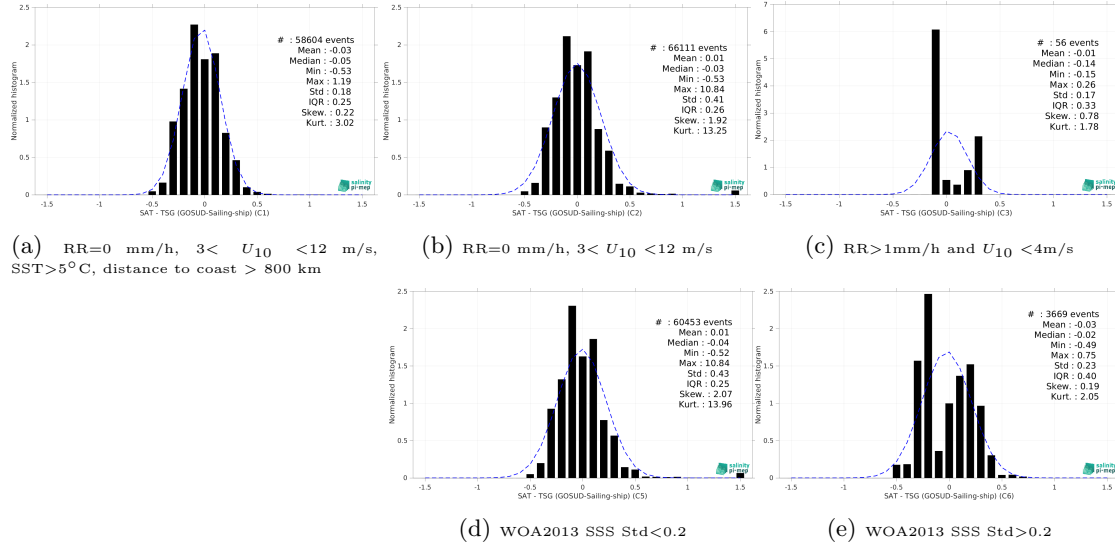 2.5
2
1.5
1
0.5
0
Normalized histogram
# : 58604 events
Mean : -0.03
Median : -0.05
Min : -0.53
Max : 1.19
Std : 0.18
IQR : 0.25
Skew. : 0.22
Kurt. : 3.02
salinity
pi-mep
-1.5 -1 -0.5 0 0.5 1 1.5
SAT - TSG (GOSUD-Sailing-ship) (C1)
(a) RR=0 mm/h, 3< U10 <12 m/s,
SST>5°C, distance to coast > 800 km
2.5
2
1.5
1
0.5
0
Normalized histogram
# : 66111 events
Mean : 0.01
Median : -0.03
Min : -0.53
Max : 10.84
Std : 0.41
IQR : 0.26
Skew. : 1.92
Kurt. : 13.25
salinity
pi-mep
-1.5 -1 -0.5 0 0.5 1 1.5
SAT - TSG (GOSUD-Sailing-ship) (C2)
(b) RR=0 mm/h, 3< U10 <12 m/s
7
6
5
4
3
2
1
0
Normalized histogram
# : 56 events
Mean : -0.01
Median : -0.14
Min : -0.15
Max : 0.26
Std : 0.17
IQR : 0.33
Skew. : 0.78
Kurt. : 1.78
salinity
pi-mep
-1.5 -1 -0.5 0 0.5 1 1.5
SAT - TSG (GOSUD-Sailing-ship) (C3)
(c) RR>1mm/h and U10 <4m/s
2.5
2
1.5
1
0.5
0
Normalized histogram
# : 60453 events
Mean : 0.01
Median : -0.04
Min : -0.52
Max : 10.84
Std : 0.43
IQR : 0.25
Skew. : 2.07
Kurt. : 13.96
salinity
pi-mep
-1.5 -1 -0.5 0 0.5 1 1.5
SAT - TSG (GOSUD-Sailing-ship) (C5)
(d) WOA2013 SSS Std<0.2
2.5
2
1.5
1
0.5
0
Normalized histogram
# : 3669 events
Mean : -0.03
Median : -0.02
Min : -0.49
Max : 0.75
Std : 0.23
IQR : 0.40
Skew. : 0.19
Kurt. : 2.05
salinity
pi-mep
-1.5 -1 -0.5 0 0.5 1 1.5
SAT - TSG (GOSUD-Sailing-ship) (C6)
(e) WOA2013 SSS Std>0.2